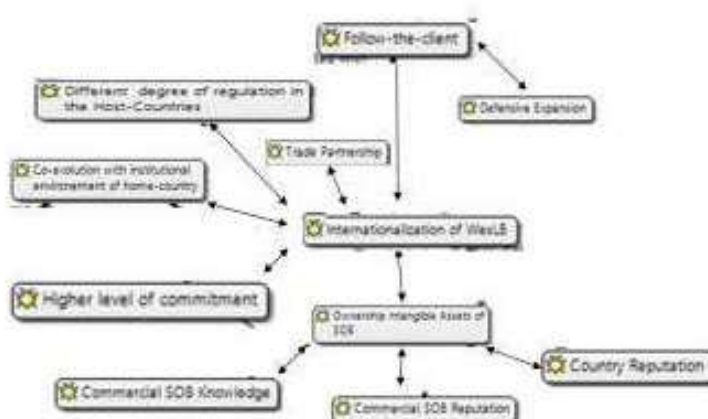 Follow-the-client
Different degree of regulation in
the Host-Countries
Defensive Expansion
Trade Partnership
Co-evolution with institutional
environement of home-country
Internationalization of WesLB
Higher level of commitment
Ownership Intangible Assets of
SOB
Country Reputation
Commercial SOB Knowledge
Commercial SOB Reputation